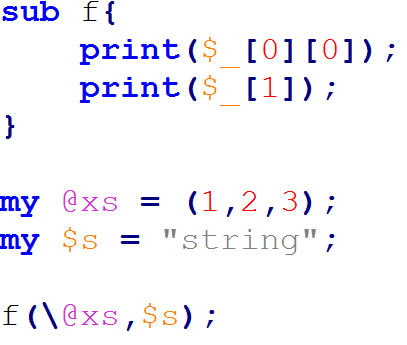 sub f{
    print($_[0][0]);
    print($_[1]);
}

my @xs = (1,2,3);
my $s = "string";

f(\@xs,$s);